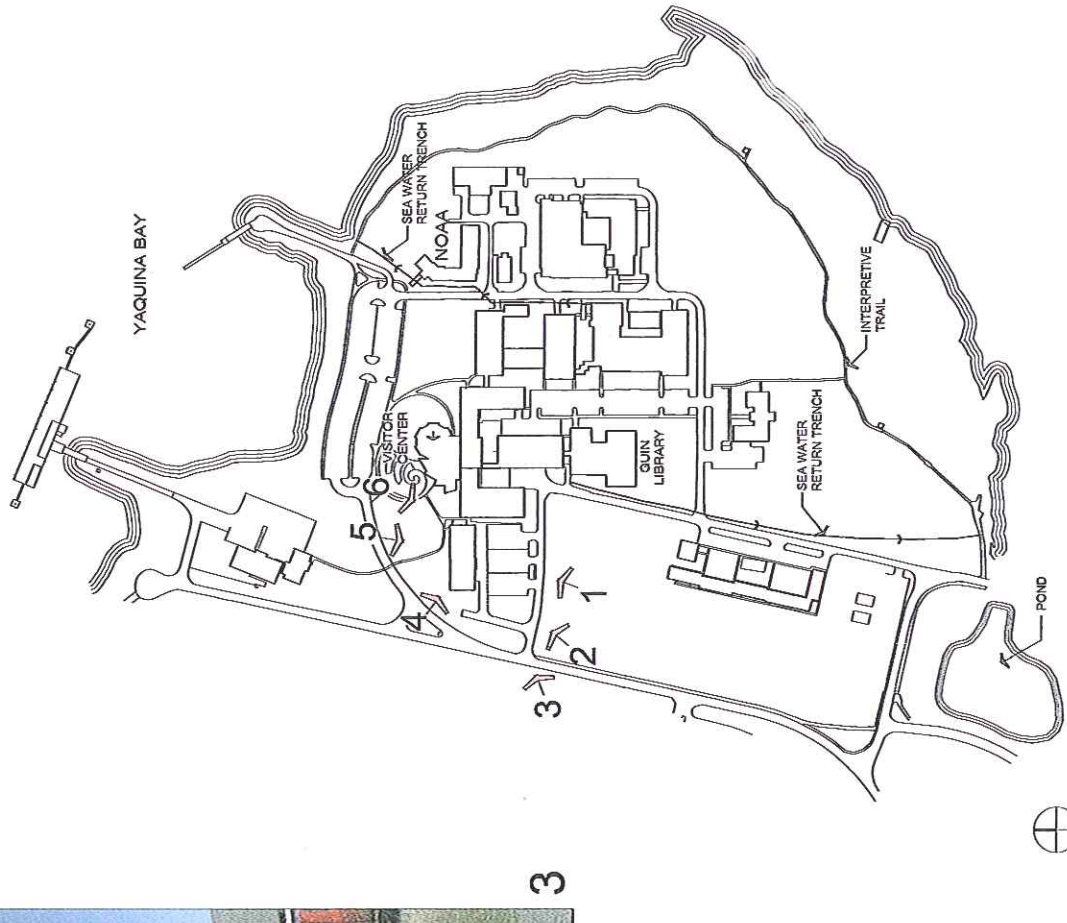 YAQUINA BAY
SEA WATER
RETURN TRENCH
NOAA
6
VISITOR
CENTER
5
4
GUIN
LIBRARY
1
2
3
SEA WATER
RETURN TRENCH
INTERPRETIVE
TRAIL
POND
3